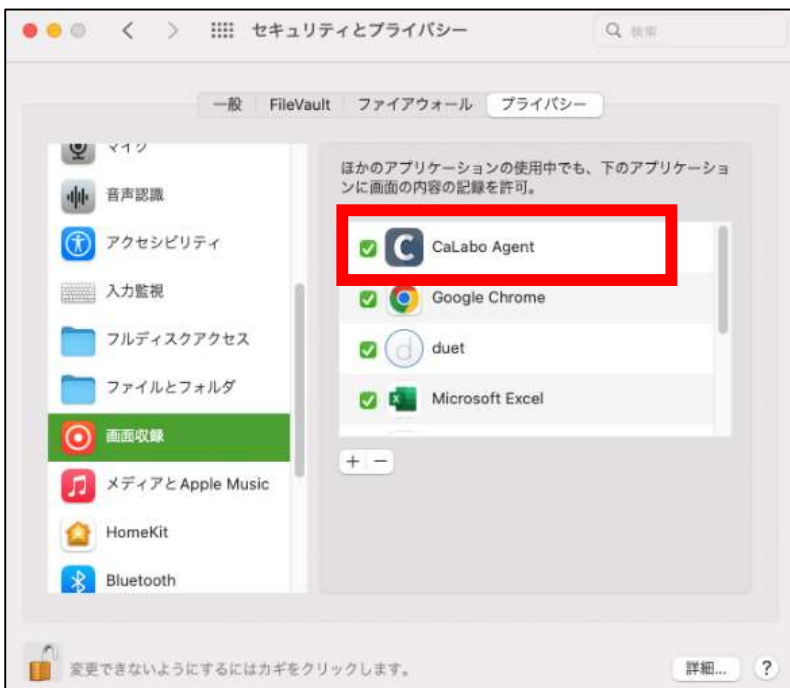 セキュリティとプライバシー
検索
一般 FileVault ファイアウォール プライバシー
マイク
音声認識
アクセシビリティ
入力監視
フルディスクアクセス
ファイルとフォルダ
画面収録
メディアとApple Music
HomeKit
Bluetooth
ほかのアプリケーションの使用中でも、下のアプリケーショ
ンに画面の内容の記録を許可。
CaLabo Agent
Google Chrome
duet
Microsoft Excel
変更できないようにするにはカギをクリックします。
詳細...
?